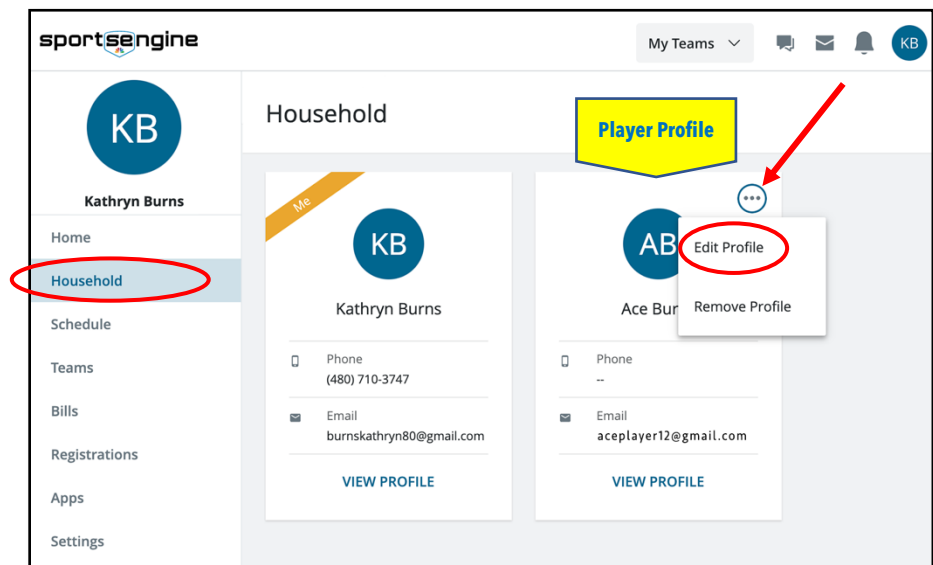 sportsengine
My Teams
KB
KB
Kathryn Burns
Home
Household
Schedule
Teams
Bills
Registrations
Apps
Settings
Household
Player Profile
Me
KB
Kathryn Burns
Phone
(480) 710-3747
Email
burnskathryn80@gmail.com
VIEW PROFILE
AB
Ace Bur
Edit Profile
Remove Profile
Phone
--
Email
aceplayer12@gmail.com
VIEW PROFILE